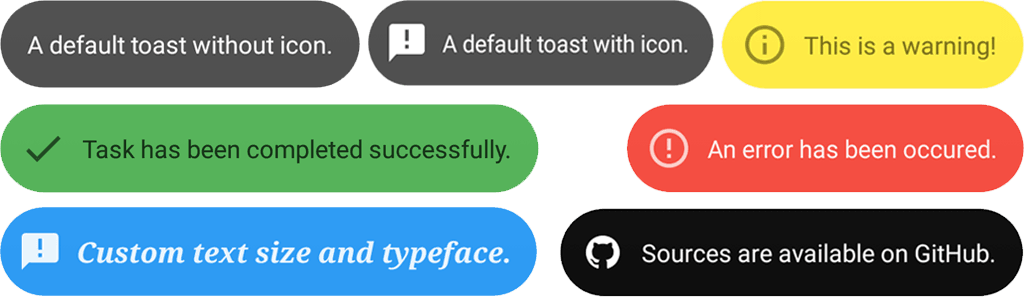 A default toast without icon.
A default toast with icon.
This is a warning!
Task has been completed successfully.
An error has been occured.
Custom text size and typeface.
Sources are available on GitHub.